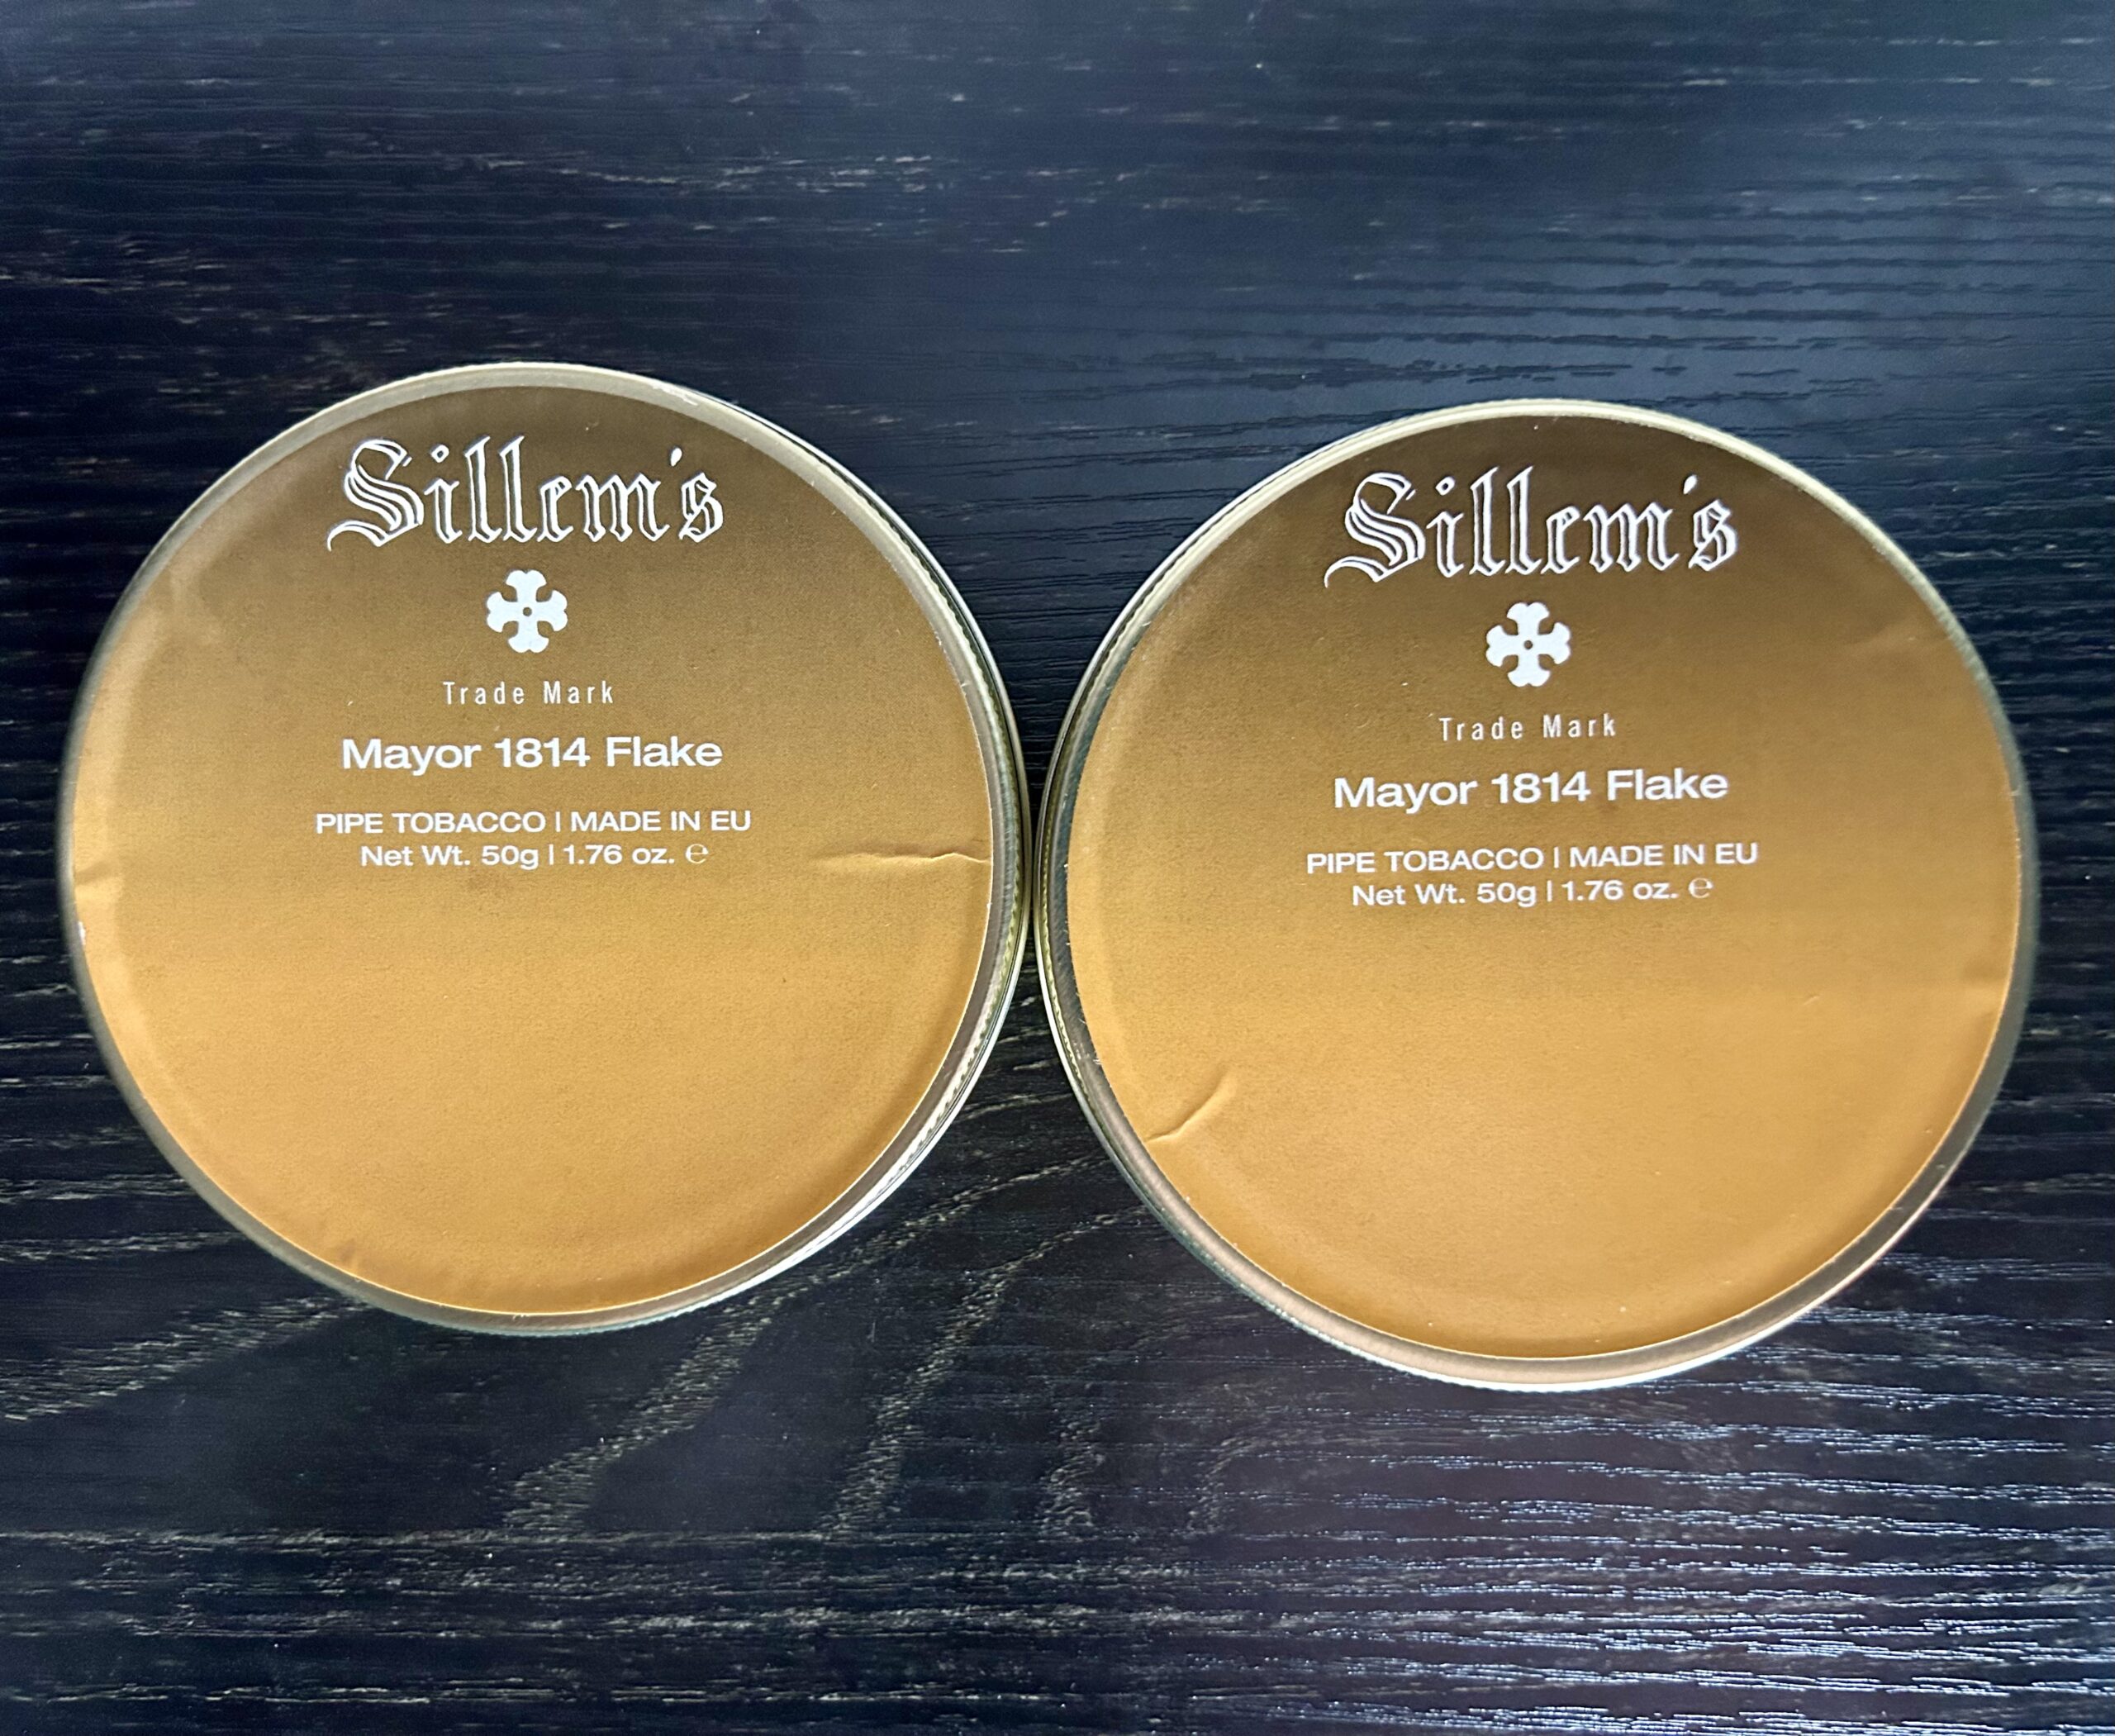 Sillem's
Trade Mark
Mayor 1814 Flake
PIPE TOBACCO | MADE IN EU
Net Wt. 50g | 1.76 oz. ℮
Sillem's
Trade Mark
Mayor 1814 Flake
PIPE TOBACCO | MADE IN EU
Net Wt. 50g | 1.76 oz. ℮